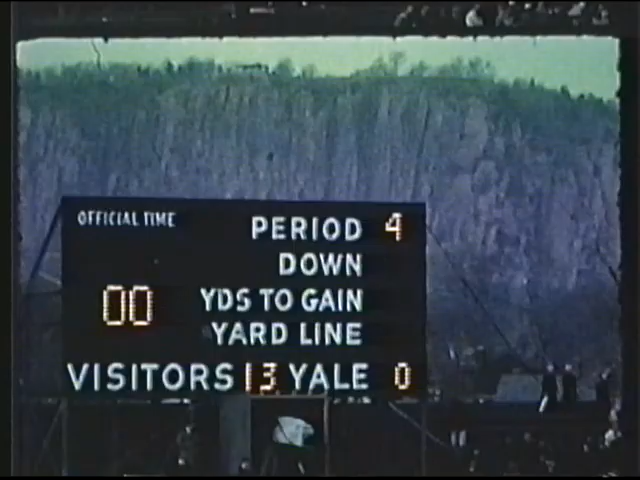 OFFICIAL TIME
PERIOD 4
DOWN
00
YDS TO GAIN
YARD LINE
VISITORS 13 YALE 0